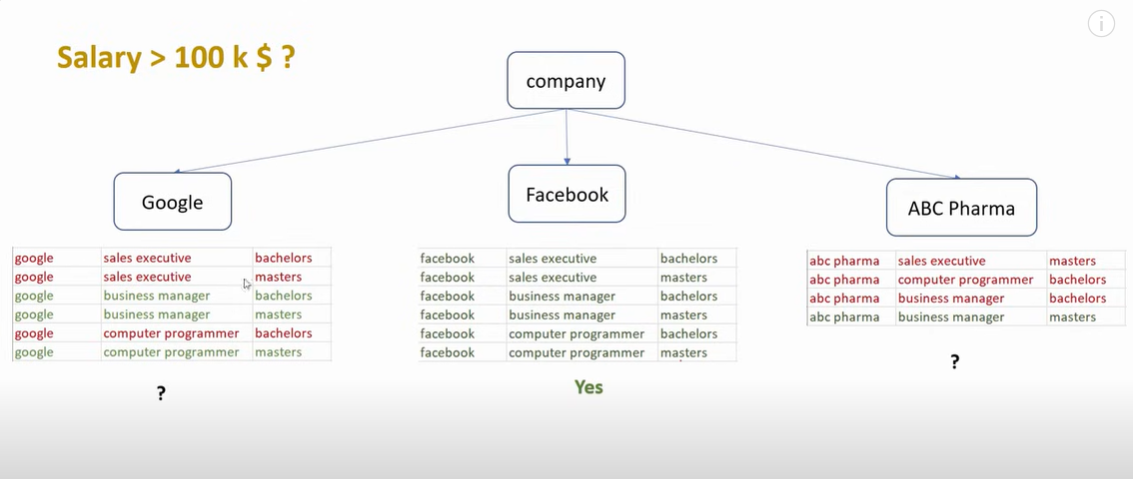 Salary > 100 k $ ?
company
Google
Facebook
ABC Pharma
google sales executive bachelors
google sales executive masters
google business manager bachelors
google business manager masters
google computer programmer bachelors
google computer programmer masters
?
facebook sales executive bachelors
facebook sales executive masters
facebook business manager bachelors
facebook business manager masters
facebook computer programmer bachelors
facebook computer programmer masters
Yes
abc pharma sales executive masters
abc pharma computer programmer bachelors
abc pharma business manager bachelors
abc pharma business manager masters
?